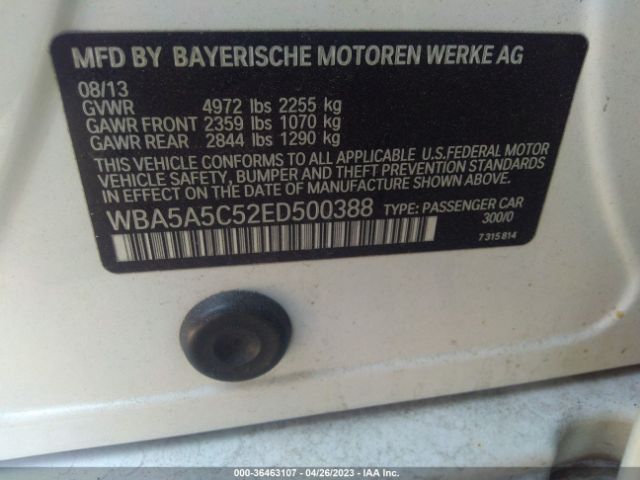 MFD BY BAYERISCHE MOTOREN WERKE AG
08/13
GVWR 4972 lbs 2255 kg
GAWR FRONT 2359 lbs 1070 kg
GAWR REAR 2844 lbs 1290 kg
THIS VEHICLE CONFORMS TO ALL APPLICABLE U.S.FEDERAL MOTOR
VEHICLE SAFETY, BUMPER AND THEFT PREVENTION STANDARDS
IN EFFECT ON THE DATE OF MANUFACTURE SHOWN ABOVE.
WBA5A5C52ED500388 TYPE: PASSENGER CAR
300/0
7 315 814
000-36463107 - 04/26/2023 - IAA Inc.